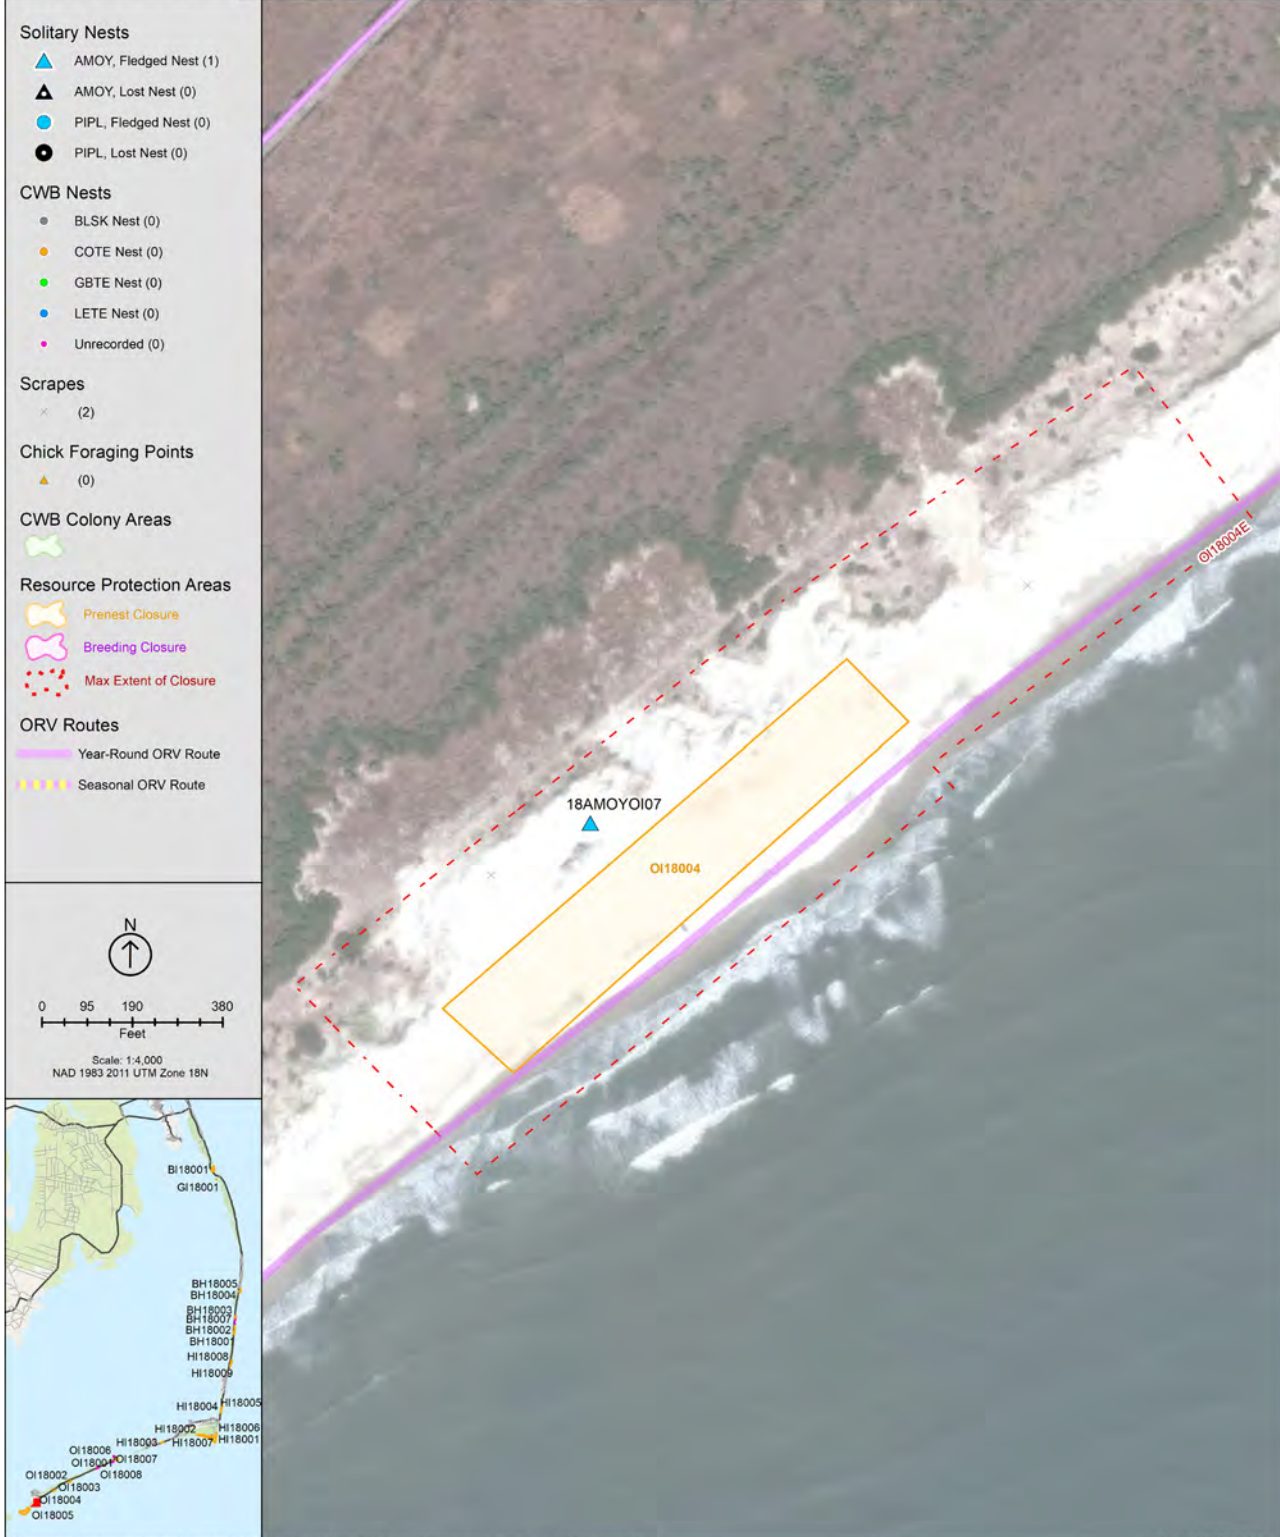 Solitary Nests
AMOY, Fledged Nest (1)
AMOY, Lost Nest (0)
PIPL, Fledged Nest (0)
PIPL, Lost Nest (0)
CWB Nests
BLSK Nest (0)
COTE Nest (0)
GBTE Nest (0)
LETE Nest (0)
Unrecorded (0)
Scrapes
(2)
Chick Foraging Points
(0)
CWB Colony Areas
Resource Protection Areas
Prenest Closure
Breeding Closure
Max Extent of Closure
ORV Routes
Year-Round ORV Route
Seasonal ORV Route
N
0 95 190 380
Feet
Scale: 1:4,000
NAD 1983 2011 UTM Zone 18N
OI18004E
18AMOYOI07
OI18004
BI18001
GI18001
BH18005
BH18004
BH18003
BH18007
BH18002
BH18001
HI18008
HI18009
HI18004 HI18005
HI18002 HI18006
HI18003 HI18007 HI18001
OI18006 OI18007
OI18001 OI18008
OI18002 OI18003
OI18004
OI18005